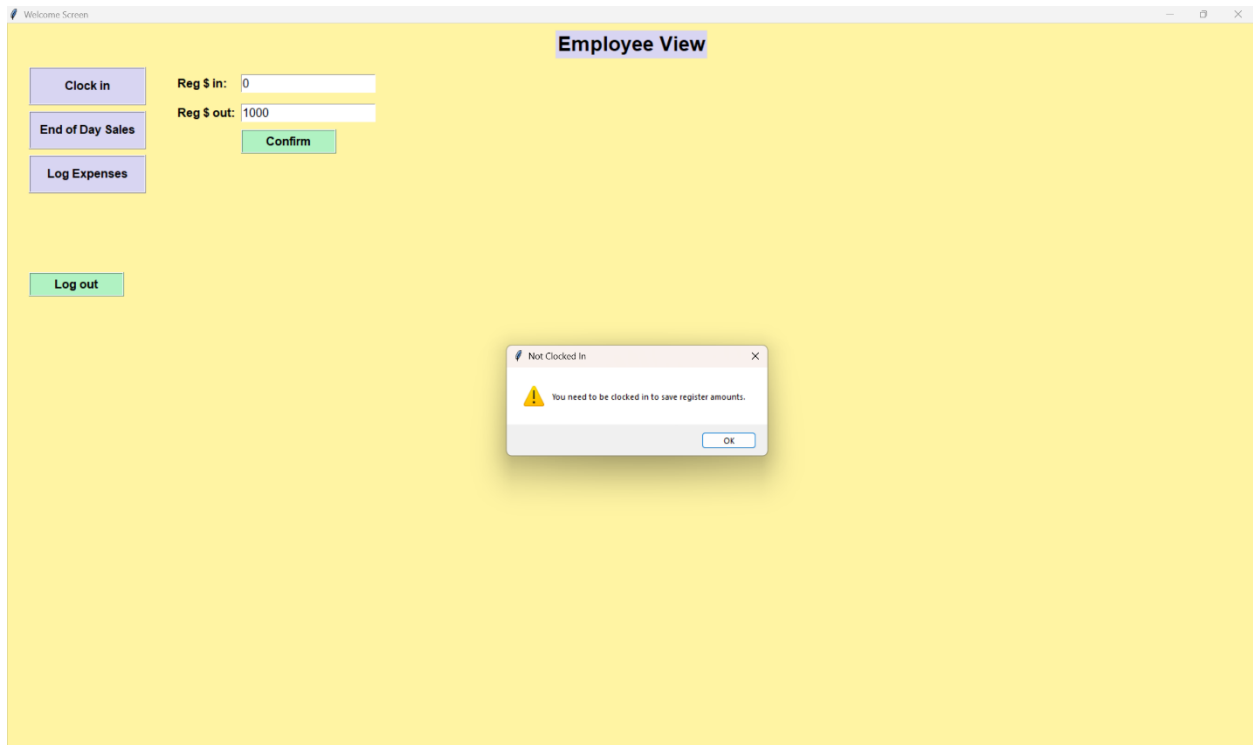 Welcome Screen
Employee View
Clock in
Reg $ in: 0
End of Day Sales
Reg $ out: 1000
Confirm
Log Expenses
Log out
Not Clocked In
You need to be clocked in to save register amounts.
OK